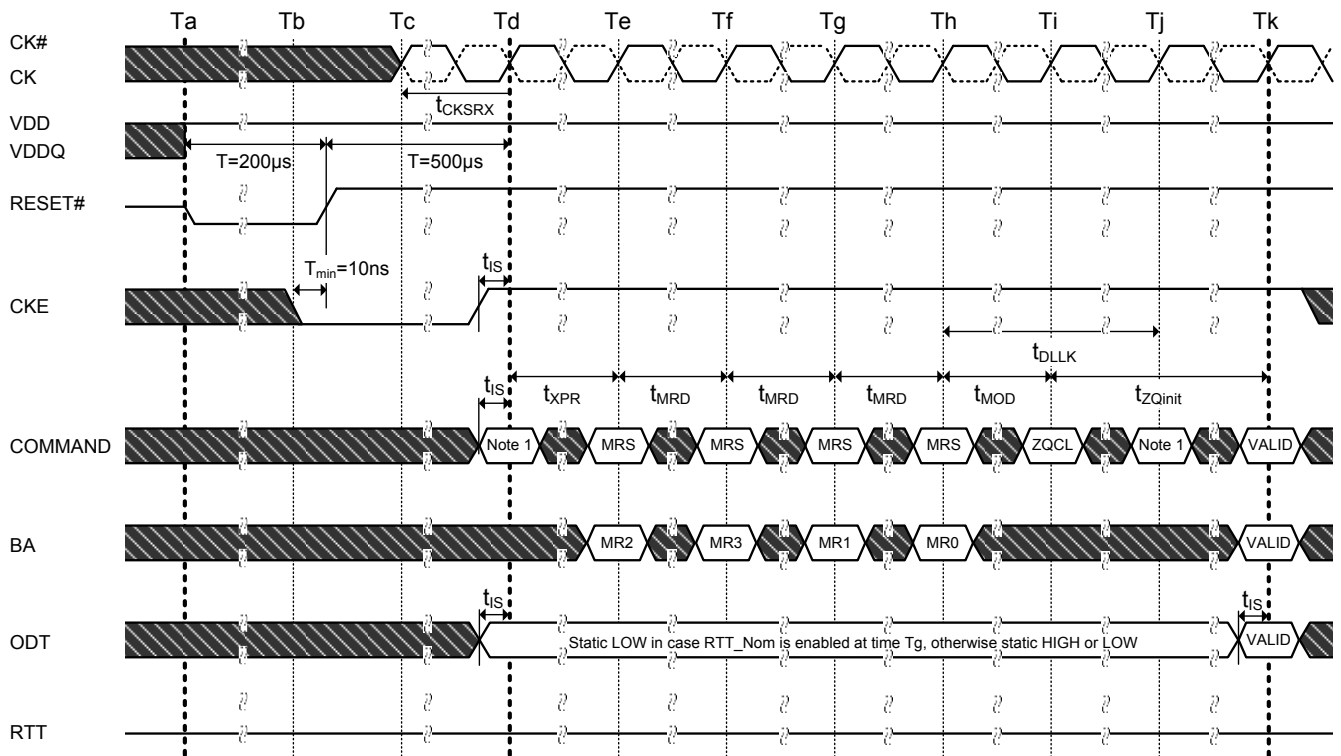 Ta Tb Tc Td Te Tf Tg Th Ti Tj Tk
CK#
CK
tCKSRX
VDD
VDDQ
T=200µs T=500µs
RESET#
Tmin=10ns tIS
CKE
tDLLK
tIS tXPR tMRD tMRD tMRD tMOD tZQinit
COMMAND Note 1 MRS MRS MRS MRS ZQCL Note 1 VALID
BA MR2 MR3 MR1 MR0 VALID
tIS tIS
ODT Static LOW in case RTT_Nom is enabled at time Tg, otherwise static HIGH or LOW VALID
RTT